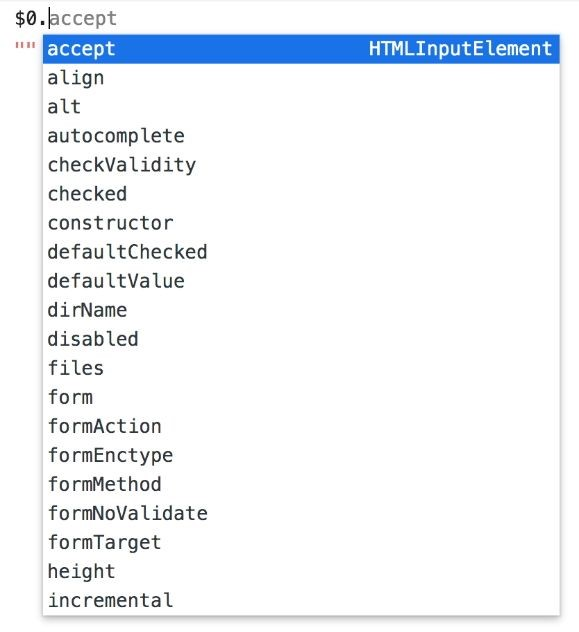 $0.accept
""
accept HTMLInputElement
align
alt
autocomplete
checkValidity
checked
constructor
defaultChecked
defaultValue
dirName
disabled
files
form
formAction
formEnctype
formMethod
formNoValidate
formTarget
height
incremental